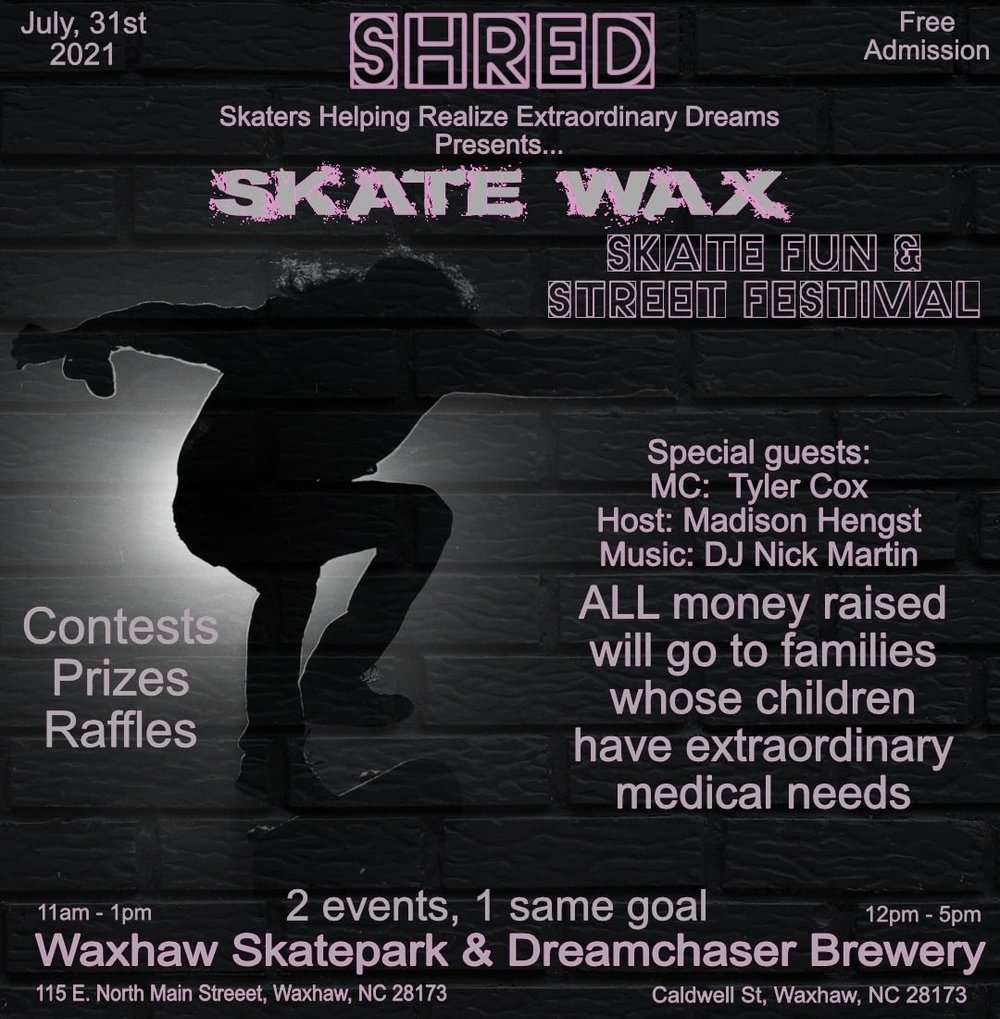 July, 31st
2021
Free
Admission
SHRED
Skaters Helping Realize Extraordinary Dreams
Presents...
SKATE WAX
SKATE FUN &
STREET FESTIVAL
Special guests:
MC: Tyler Cox
Host: Madison Hengst
Music: DJ Nick Martin
ALL money raised
will go to families
whose children
have extraordinary
medical needs
Contests
Prizes
Raffles
2 events, 1 same goal
11am - 1pm
12pm - 5pm
Waxhaw Skatepark & Dreamchaser Brewery
115 E. North Main Streeet, Waxhaw, NC 28173
Caldwell St, Waxhaw, NC 28173